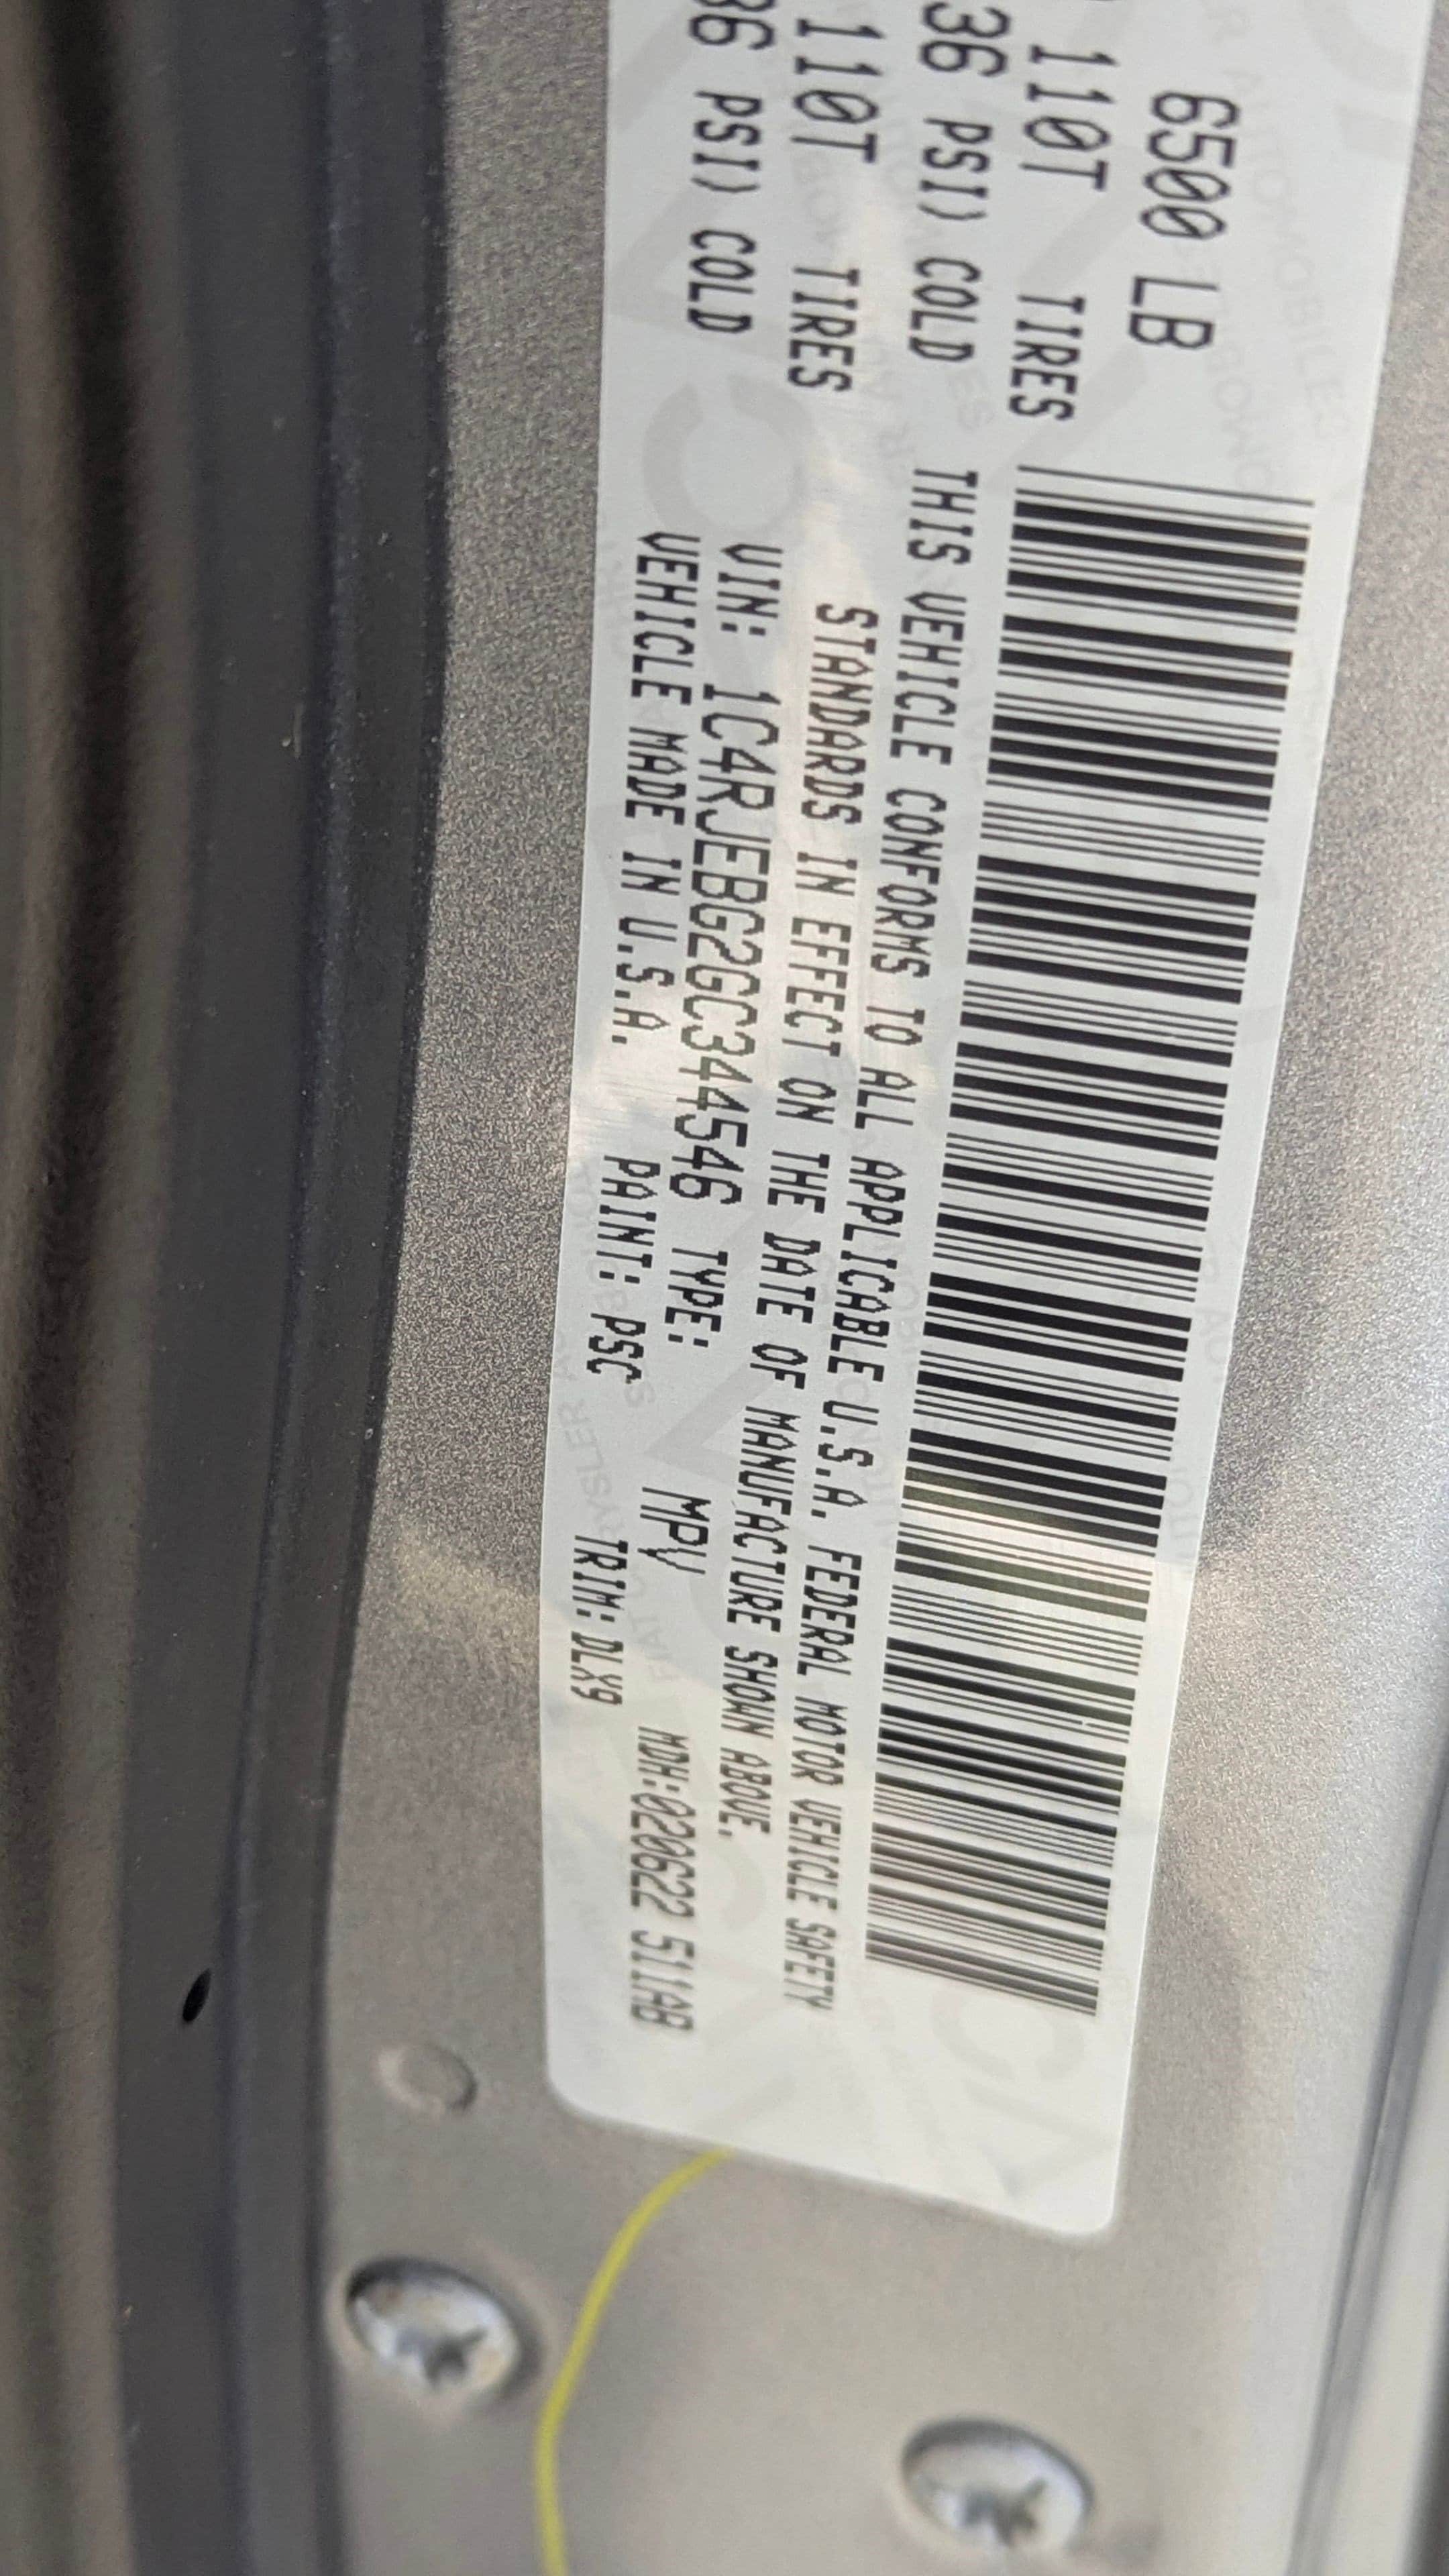 6500 LB
110T TIRES
36 PSI) COLD
110T TIRES
36 PSI) COLD
THIS VEHICLE CONFORMS TO ALL APPLICABLE U.S.A. FEDERAL MOTOR VEHICLE SAFETY
STANDARDS IN EFFECT ON THE DATE OF MANUFACTURE SHOWN ABOVE.
VIN: 1C4RJEBG2GC344546 TYPE: MPV MDH:020622 511AB
VEHICLE MADE IN U.S.A. PAINT: PSC TRIM: DLX9